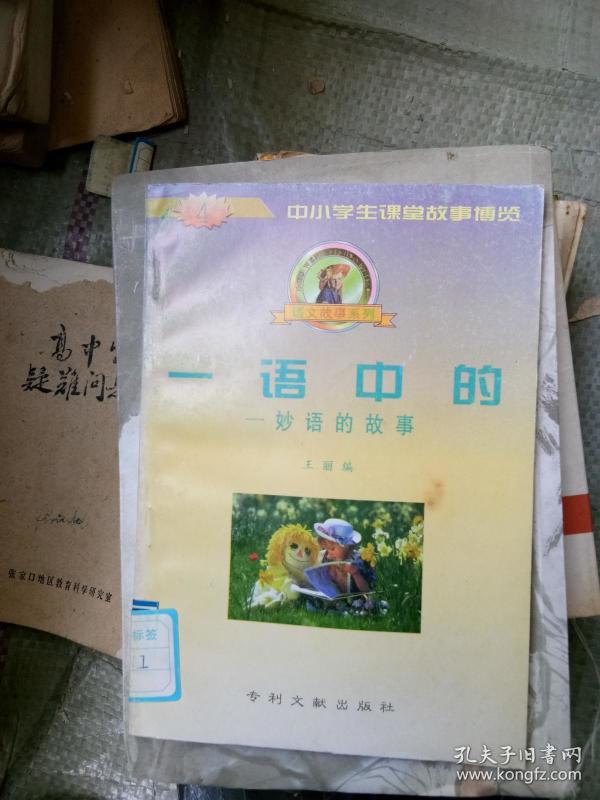 4
中小学生课堂故事博览
语文故事系列
一语中的
一妙语的故事
王丽编
标签
1
专利文献出版社
高中
疑难问
张家口地区教育科学研究室
孔夫子旧书网
www.kongfz.com